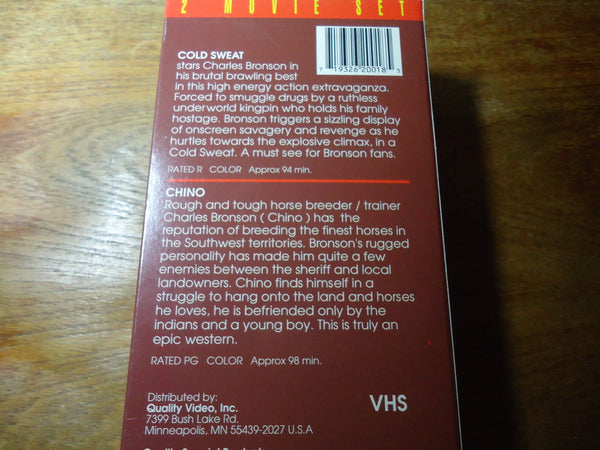 2 MOVIE SET
7 19326 20018 3
COLD SWEAT
stars Charles Bronson in
his brutal brawling best
in this high energy action extravaganza.
Forced to smuggle drugs by a ruthless
underworld kingpin who holds his family
hostage. Bronson triggers a sizzling display
of onscreen savagery and revenge as he
hurtles towards the explosive climax, in a
Cold Sweat. A must see for Bronson fans.
RATED R COLOR Approx 94 min.
CHINO
Rough and tough horse breeder / trainer
Charles Bronson ( Chino ) has the
reputation of breeding the finest horses in
the Southwest territories. Bronson's rugged
personality has made him quite a few
enemies between the sheriff and local
landowners. Chino finds himself in a
struggle to hang onto the land and horses
he loves, he is befriended only by the
indians and a young boy. This is truly an
epic western.
RATED PG COLOR Approx 98 min.
Distributed by:
Quality Video, Inc.
7399 Bush Lake Rd.
Minneapolis, MN 55439-2027 U.S.A
VHS